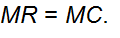 MR = MC.